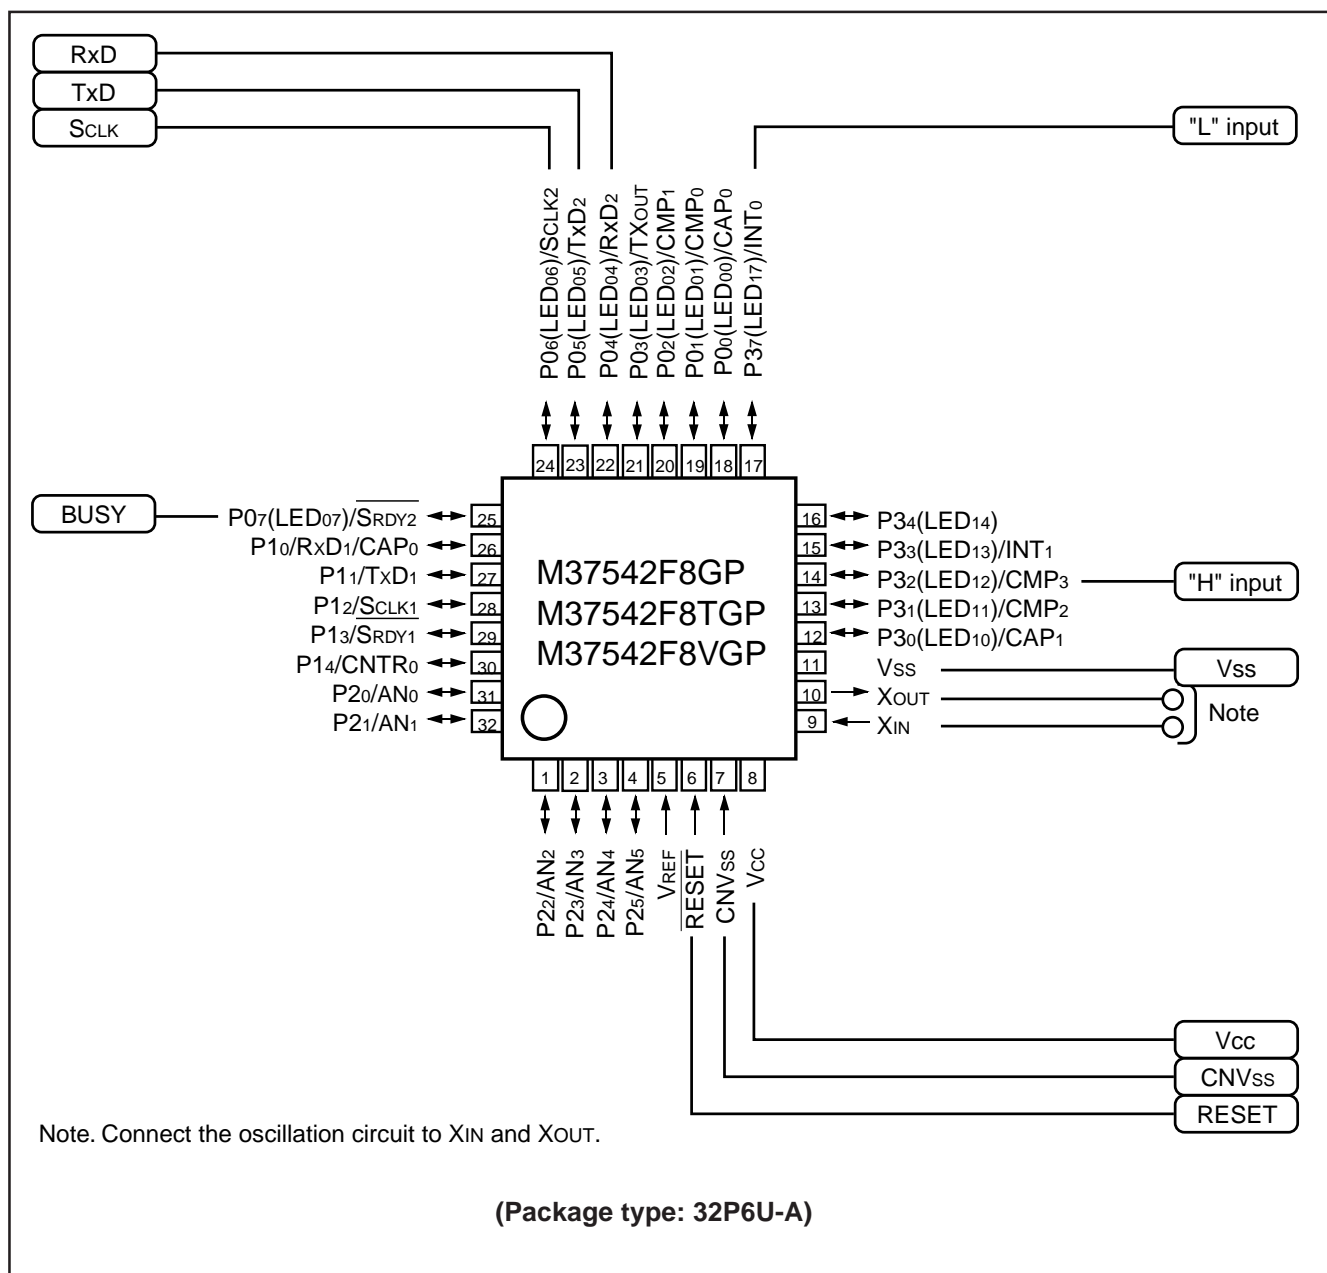 RxD
TxD
SCLK
"L" input
P06(LED06)/SCLK2
P05(LED05)/TxD2
P04(LED04)/RxD2
P03(LED03)/TXOUT
P02(LED02)/CMP1
P01(LED01)/CMP0
P00(LED00)/CAP0
P37(LED17)/INT0
24 23 22 21 20 19 18 17
BUSY
P07(LED07)/SRDY2 25
P10/RxD1/CAP0 26
P11/TxD1 27
P12/SCLK1 28
P13/SRDY1 29
P14/CNTR0 30
P20/AN0 31
P21/AN1 32
M37542F8GP
M37542F8TGP
M37542F8VGP
16 P34(LED14)
15 P33(LED13)/INT1
14 P32(LED12)/CMP3 "H" input
13 P31(LED11)/CMP2
12 P30(LED10)/CAP1
11 VSS Vss
10 XOUT
9 XIN
Note
1 2 3 4 5 6 7 8
P22/AN2
P23/AN3
P24/AN4
P25/AN5
VREF
RESET
CNVSS
VCC
Vcc
CNVSS
RESET
Note. Connect the oscillation circuit to XIN and XOUT.
(Package type: 32P6U-A)